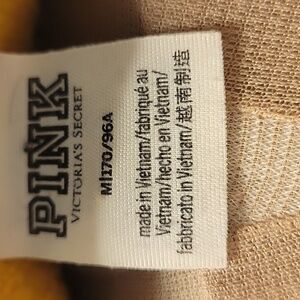 PINK
VICTORIA'S SECRET
M|170/96A
made in Vietnam/fabriqué au
Vietnam/hecho en Vietnam/
fabbricato in Vietnam/越南制造